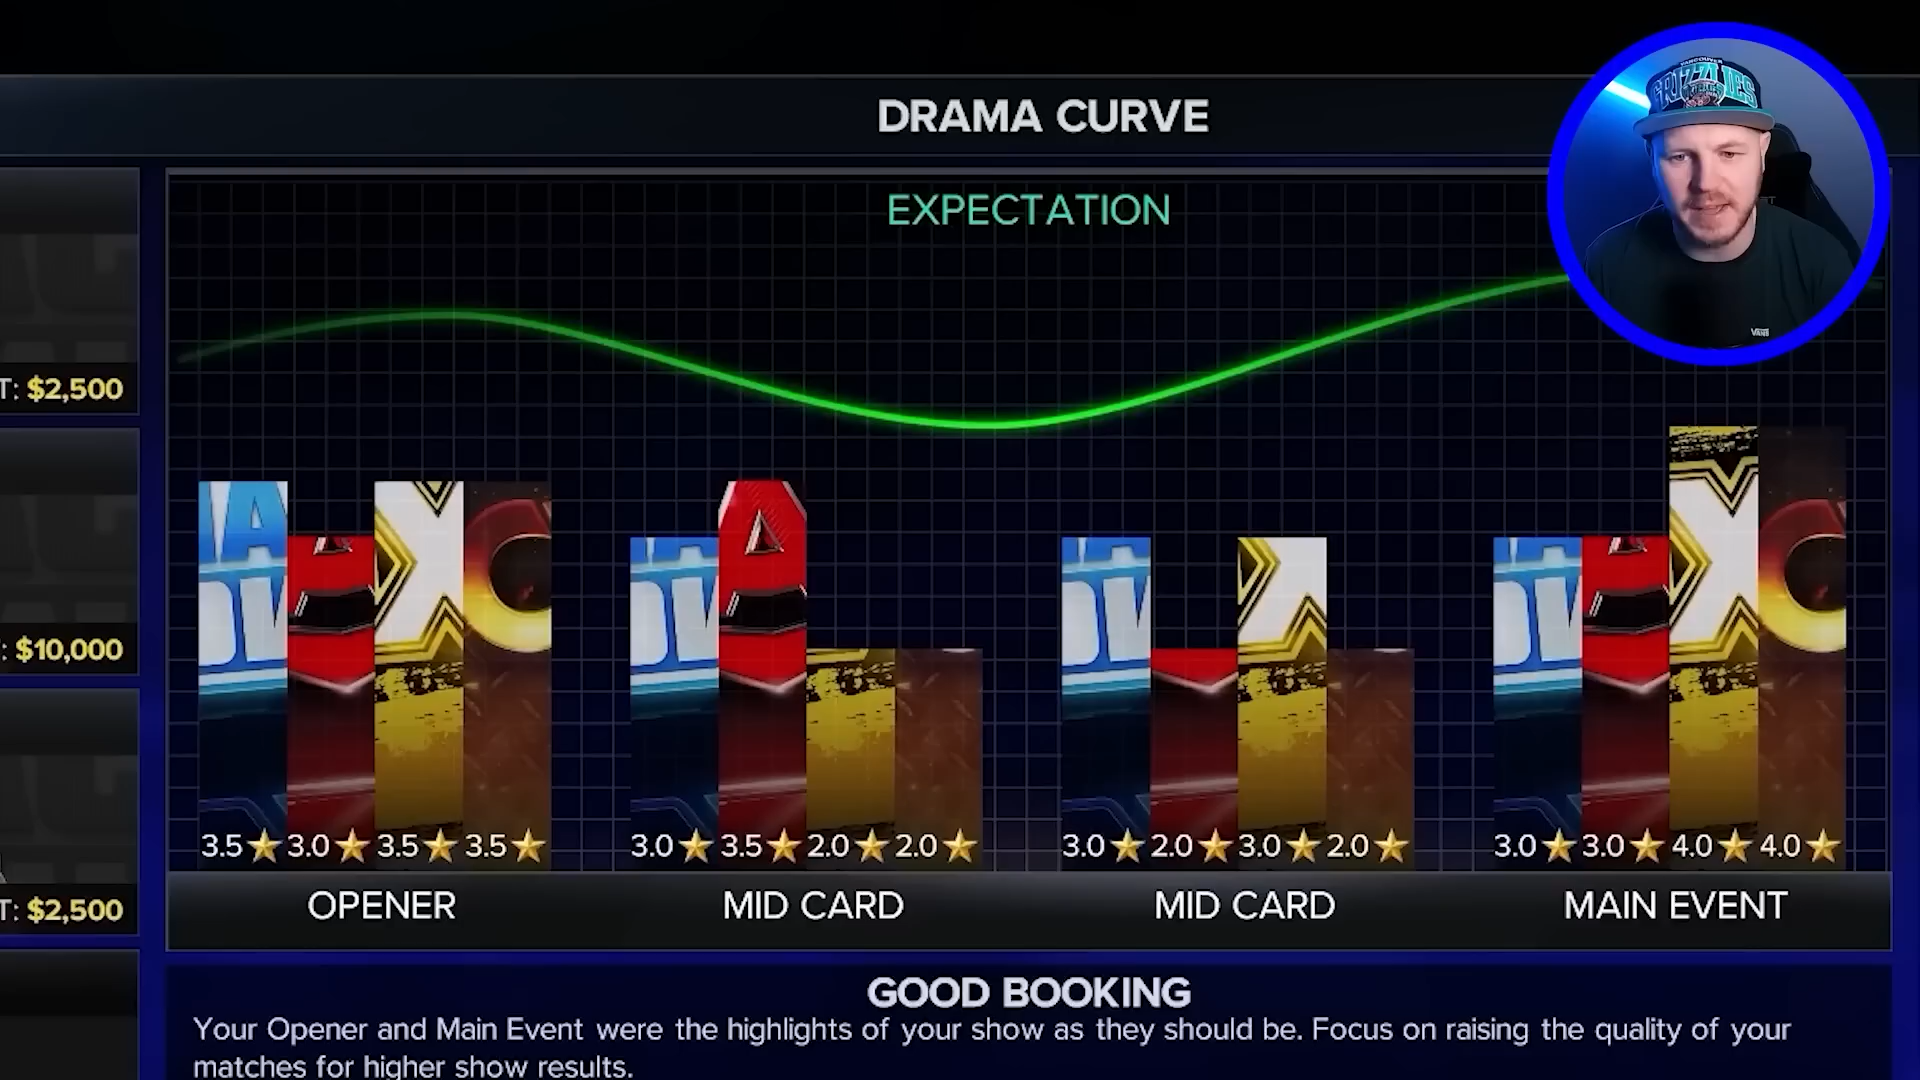 VANCOUVER
GRIZZLIES
DRAMA CURVE
EXPECTATION
T: $2,500
: $10,000
T: $2,500
VANS
3.5 3.0 3.5 3.5
3.0 3.5 2.0 2.0
3.0 2.0 3.0 2.0
3.0 3.0 4.0 4.0
OPENER
MID CARD
MID CARD
MAIN EVENT
GOOD BOOKING
Your Opener and Main Event were the highlights of your show as they should be. Focus on raising the quality of your
matches for higher show results.